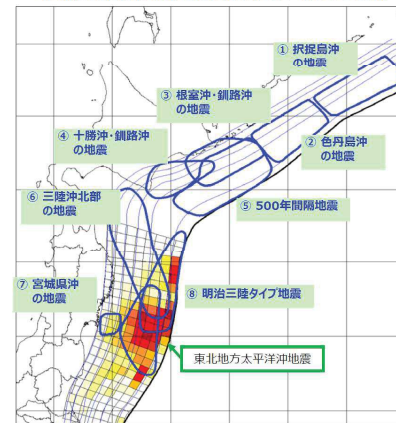 ① 択捉島沖
の地震
③ 根室沖・釧路沖
の地震
④ 十勝沖・釧路沖
の地震
② 色丹島沖
の地震
⑥ 三陸沖北部
の地震
⑤ 500年間隔地震
⑦ 宮城県沖
の地震
⑧ 明治三陸タイプ地震
東北地方太平洋沖地震